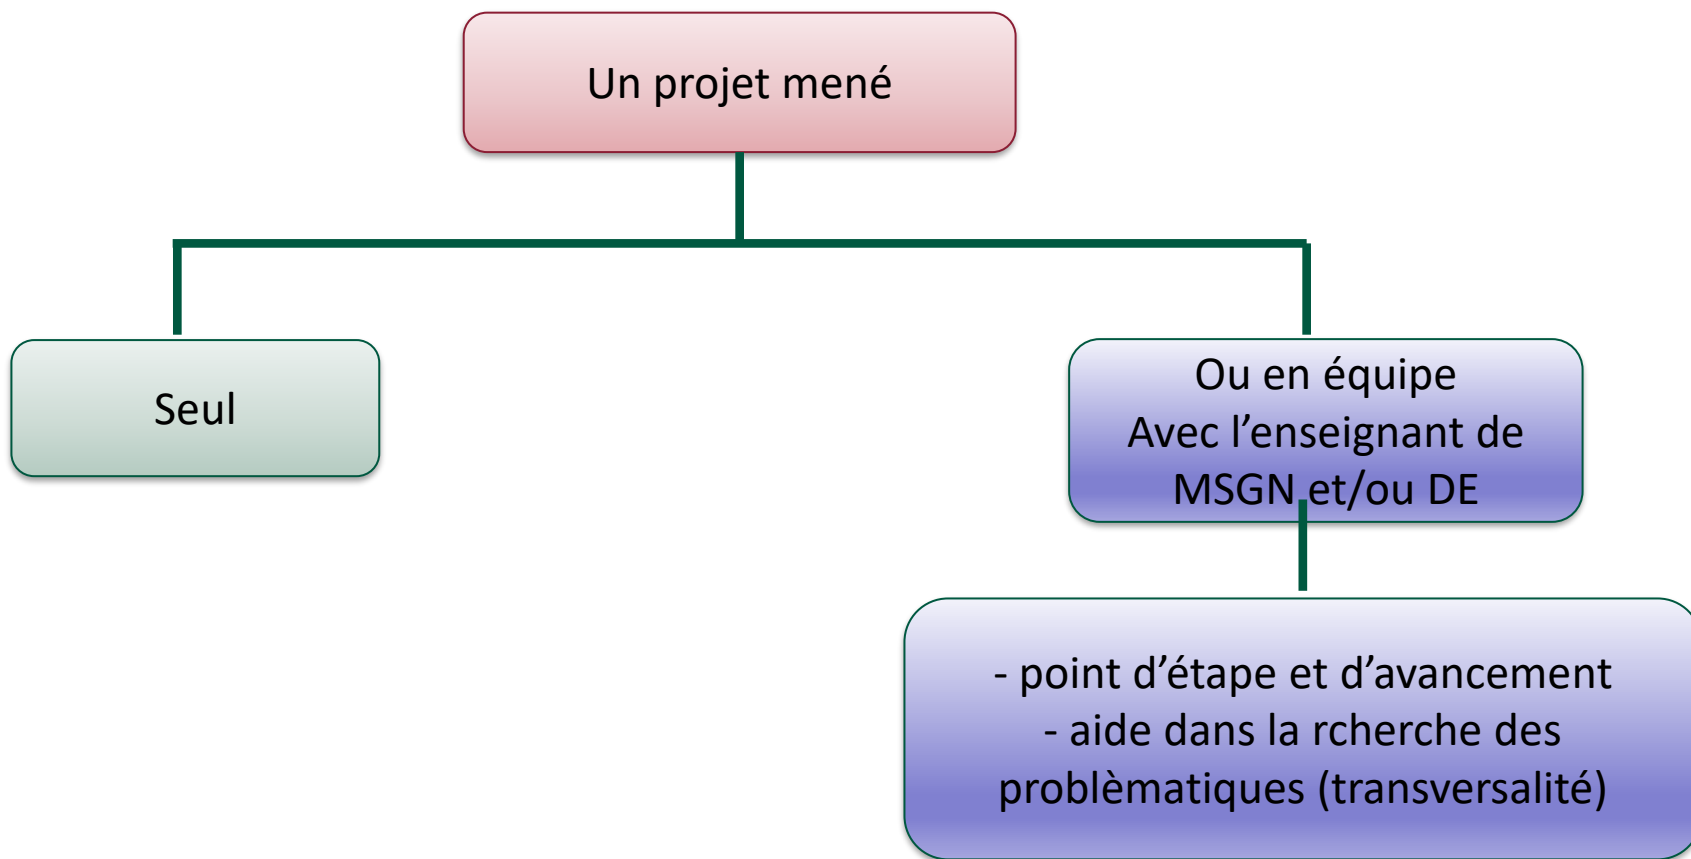 Un projet mené
Seul
Ou en équipe
Avec l’enseignant de
MSGN et/ou DE
- point d’étape et d’avancement
- aide dans la rcherche des
problèmatiques (transversalité)